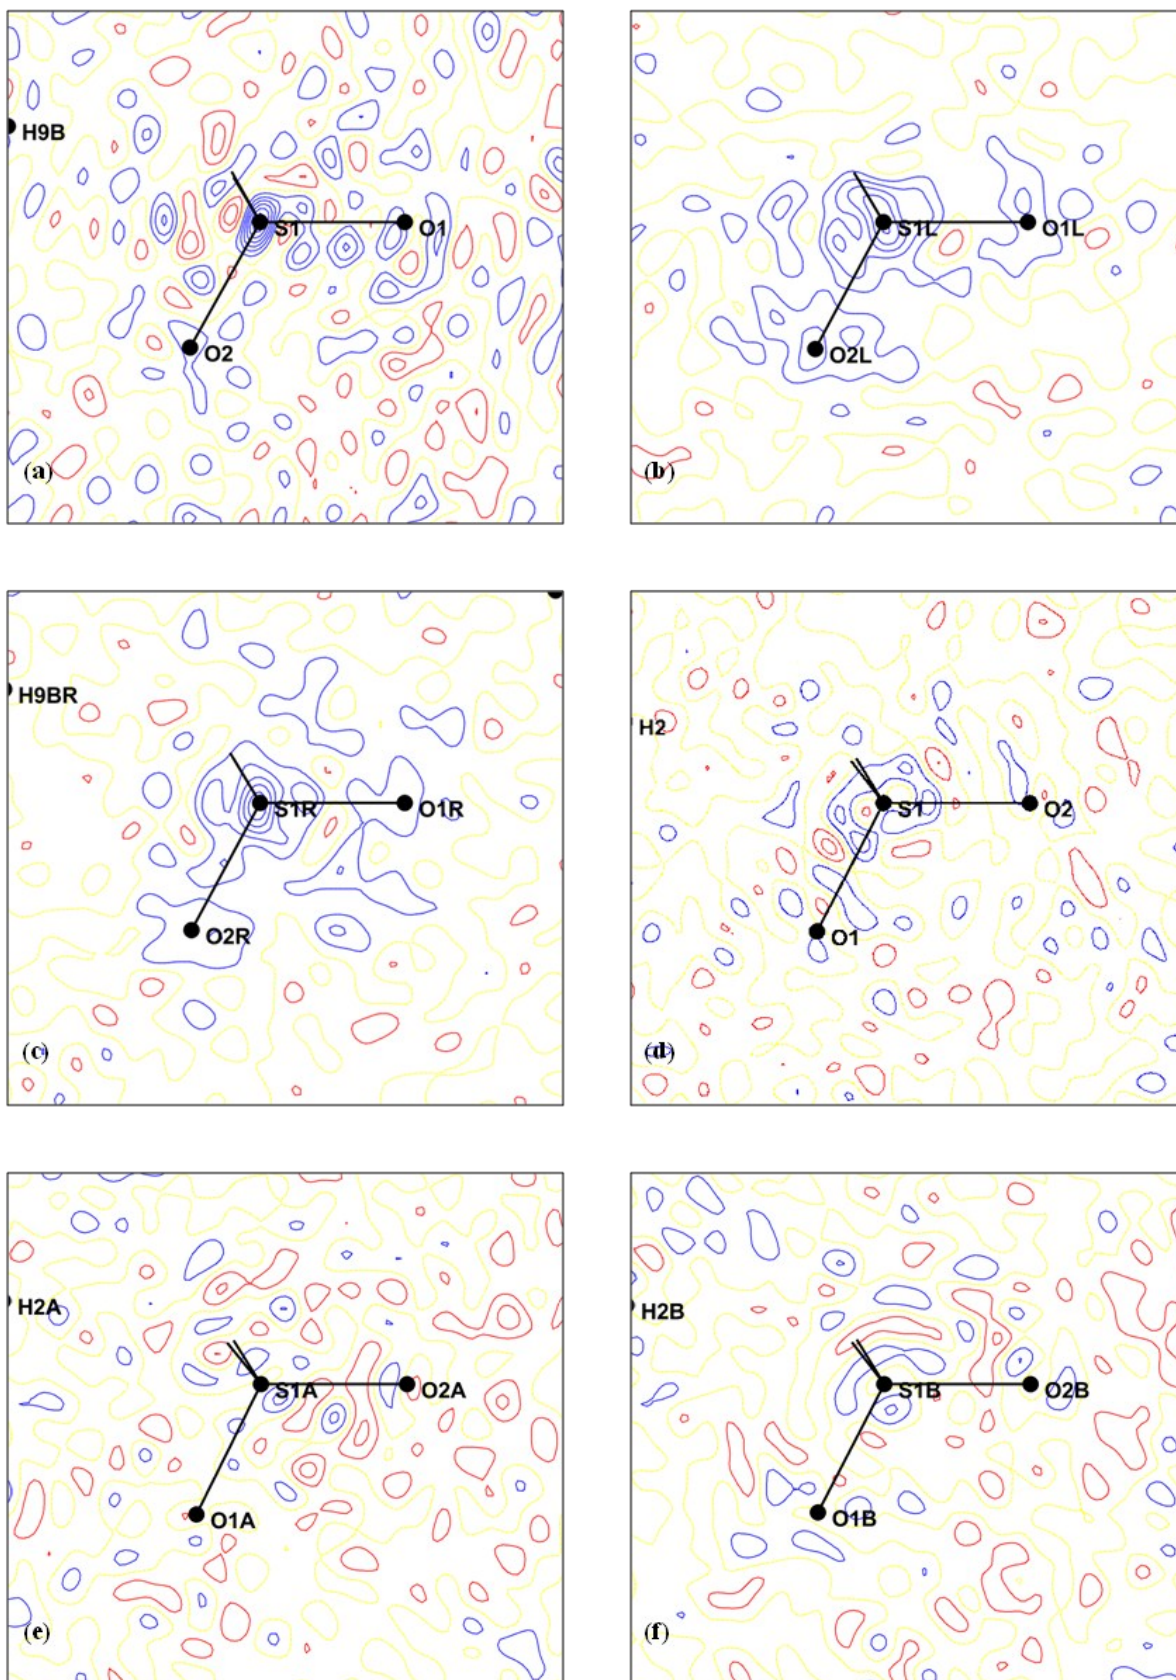 H9B
S1
O1
O2
(a)
S1L
O1L
O2L
(b)
H9BR
S1R
O1R
O2R
(c)
H2
S1
O2
O1
(d)
H2A
S1A
O2A
O1A
(e)
H2B
S1B
O2B
O1B
(f)